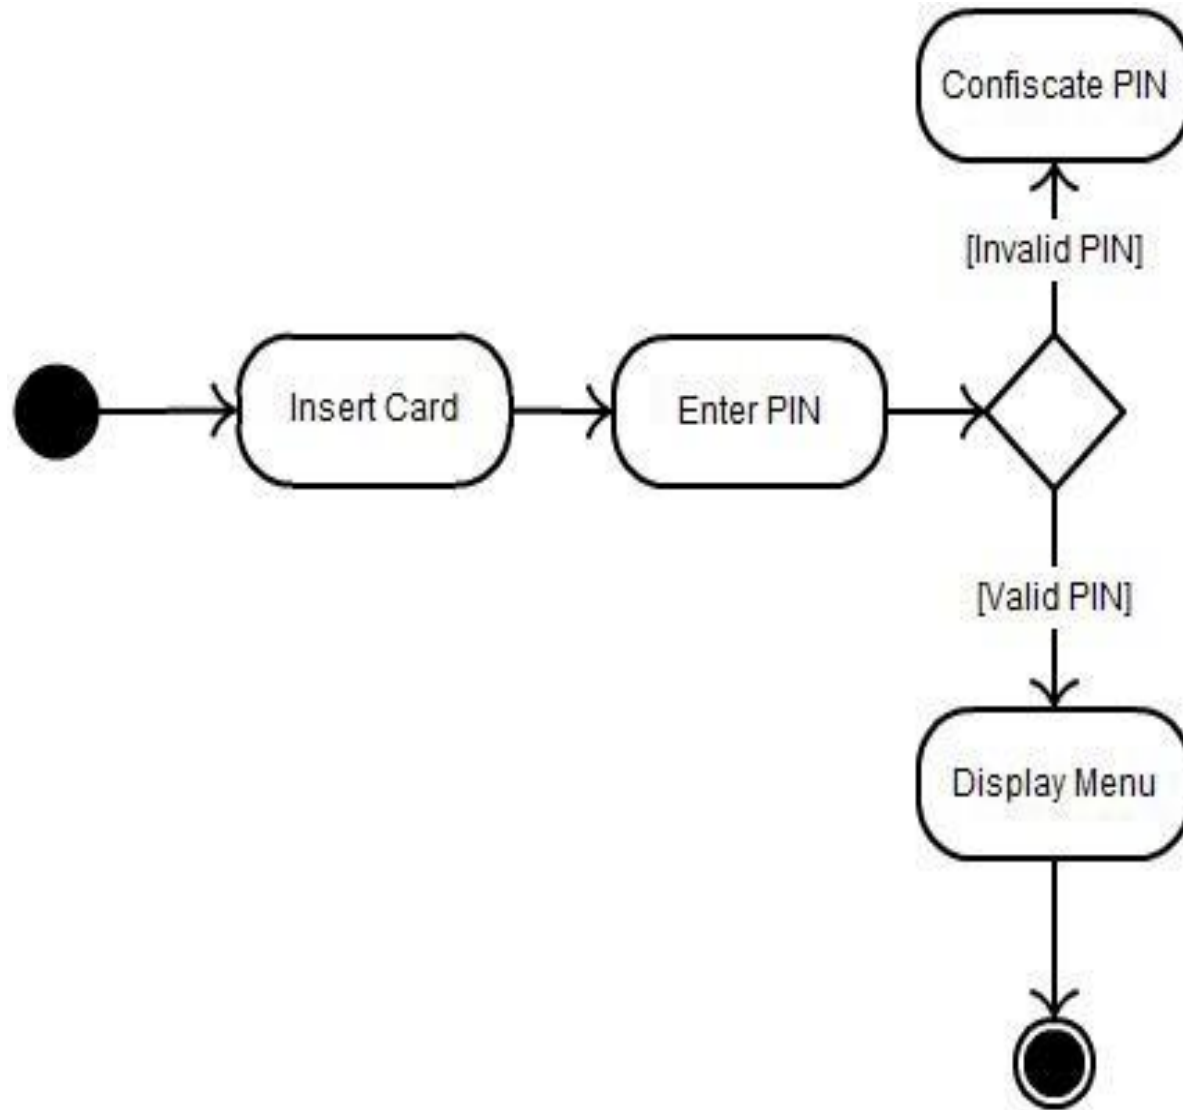 Confiscate PIN
[Invalid PIN]
Insert Card
Enter PIN
[Valid PIN]
Display Menu